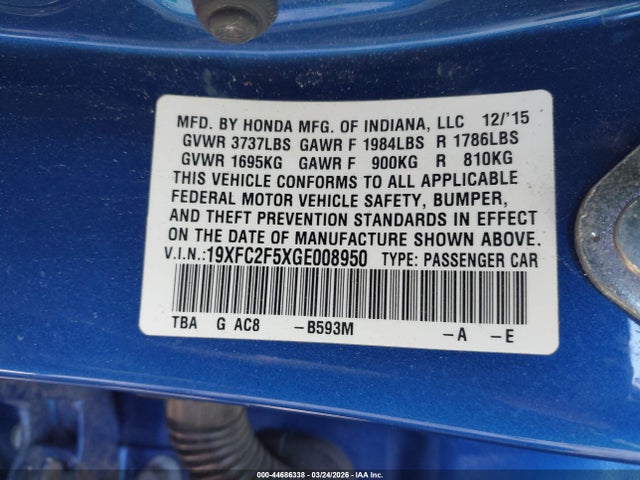 MFD. BY HONDA MFG. OF INDIANA, LLC 12/'15
GVWR 3737LBS GAWR F 1984LBS R 1786LBS
GVWR 1695KG GAWR F 900KG R 810KG
THIS VEHICLE CONFORMS TO ALL APPLICABLE
FEDERAL MOTOR VEHICLE SAFETY, BUMPER,
AND THEFT PREVENTION STANDARDS IN EFFECT
ON THE DATE OF MANUFACTURE SHOWN ABOVE.
V.I.N.:19XFC2F5XGE008950 TYPE: PASSENGER CAR
TBA G AC8 -B593M -A -E
000-44686338 - 03/24/2026 - IAA Inc.